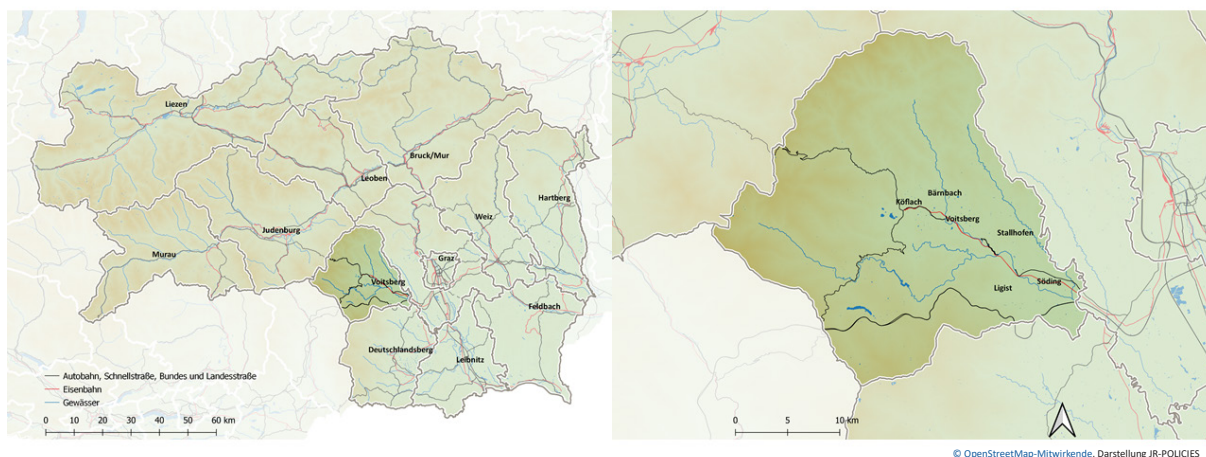 Liezen
Bruck/Mur
Leoben
Hartberg
Weiz
Judenburg
Murau
Graz
Voitsberg
Feldbach
Deutschlandsberg
Leibnitz
Autobahn, Schnellstraße, Bundes und Landesstraße
Eisenbahn
Gewässer
0 10 20 30 40 50 60 km
Bärnbach
Köflach
Voitsberg
Stallhofen
Ligist
Söding
0 5 10 km
© OpenStreetMap-Mitwirkende, Darstellung JR-POLICIES